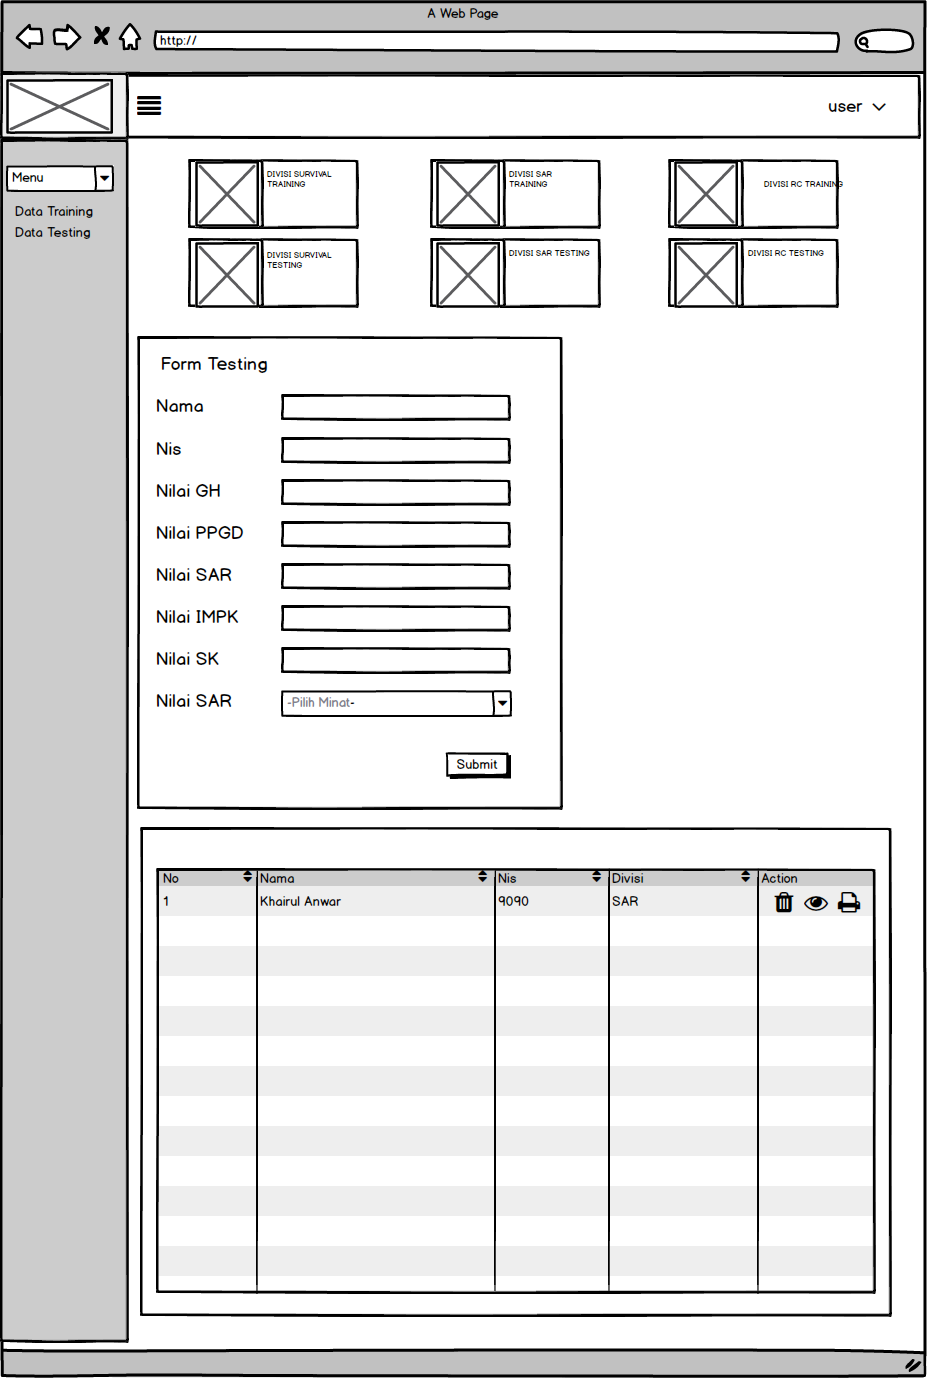 A Web Page
http://
user
Menu
Data Training
Data Testing
DIVISI SURVIVAL
TRAINING
DIVISI SAR
TRAINING
DIVISI RC TRAINING
DIVISI SURVIVAL
TESTING
DIVISI SAR TESTING
DIVISI RC TESTING
Form Testing
Nama
Nis
Nilai GH
Nilai PPGD
Nilai SAR
Nilai IMPK
Nilai SK
Nilai SAR -Pilih Minat-
Submit
No Nama Nis Divisi Action
1 Khairul Anwar 9090 SAR